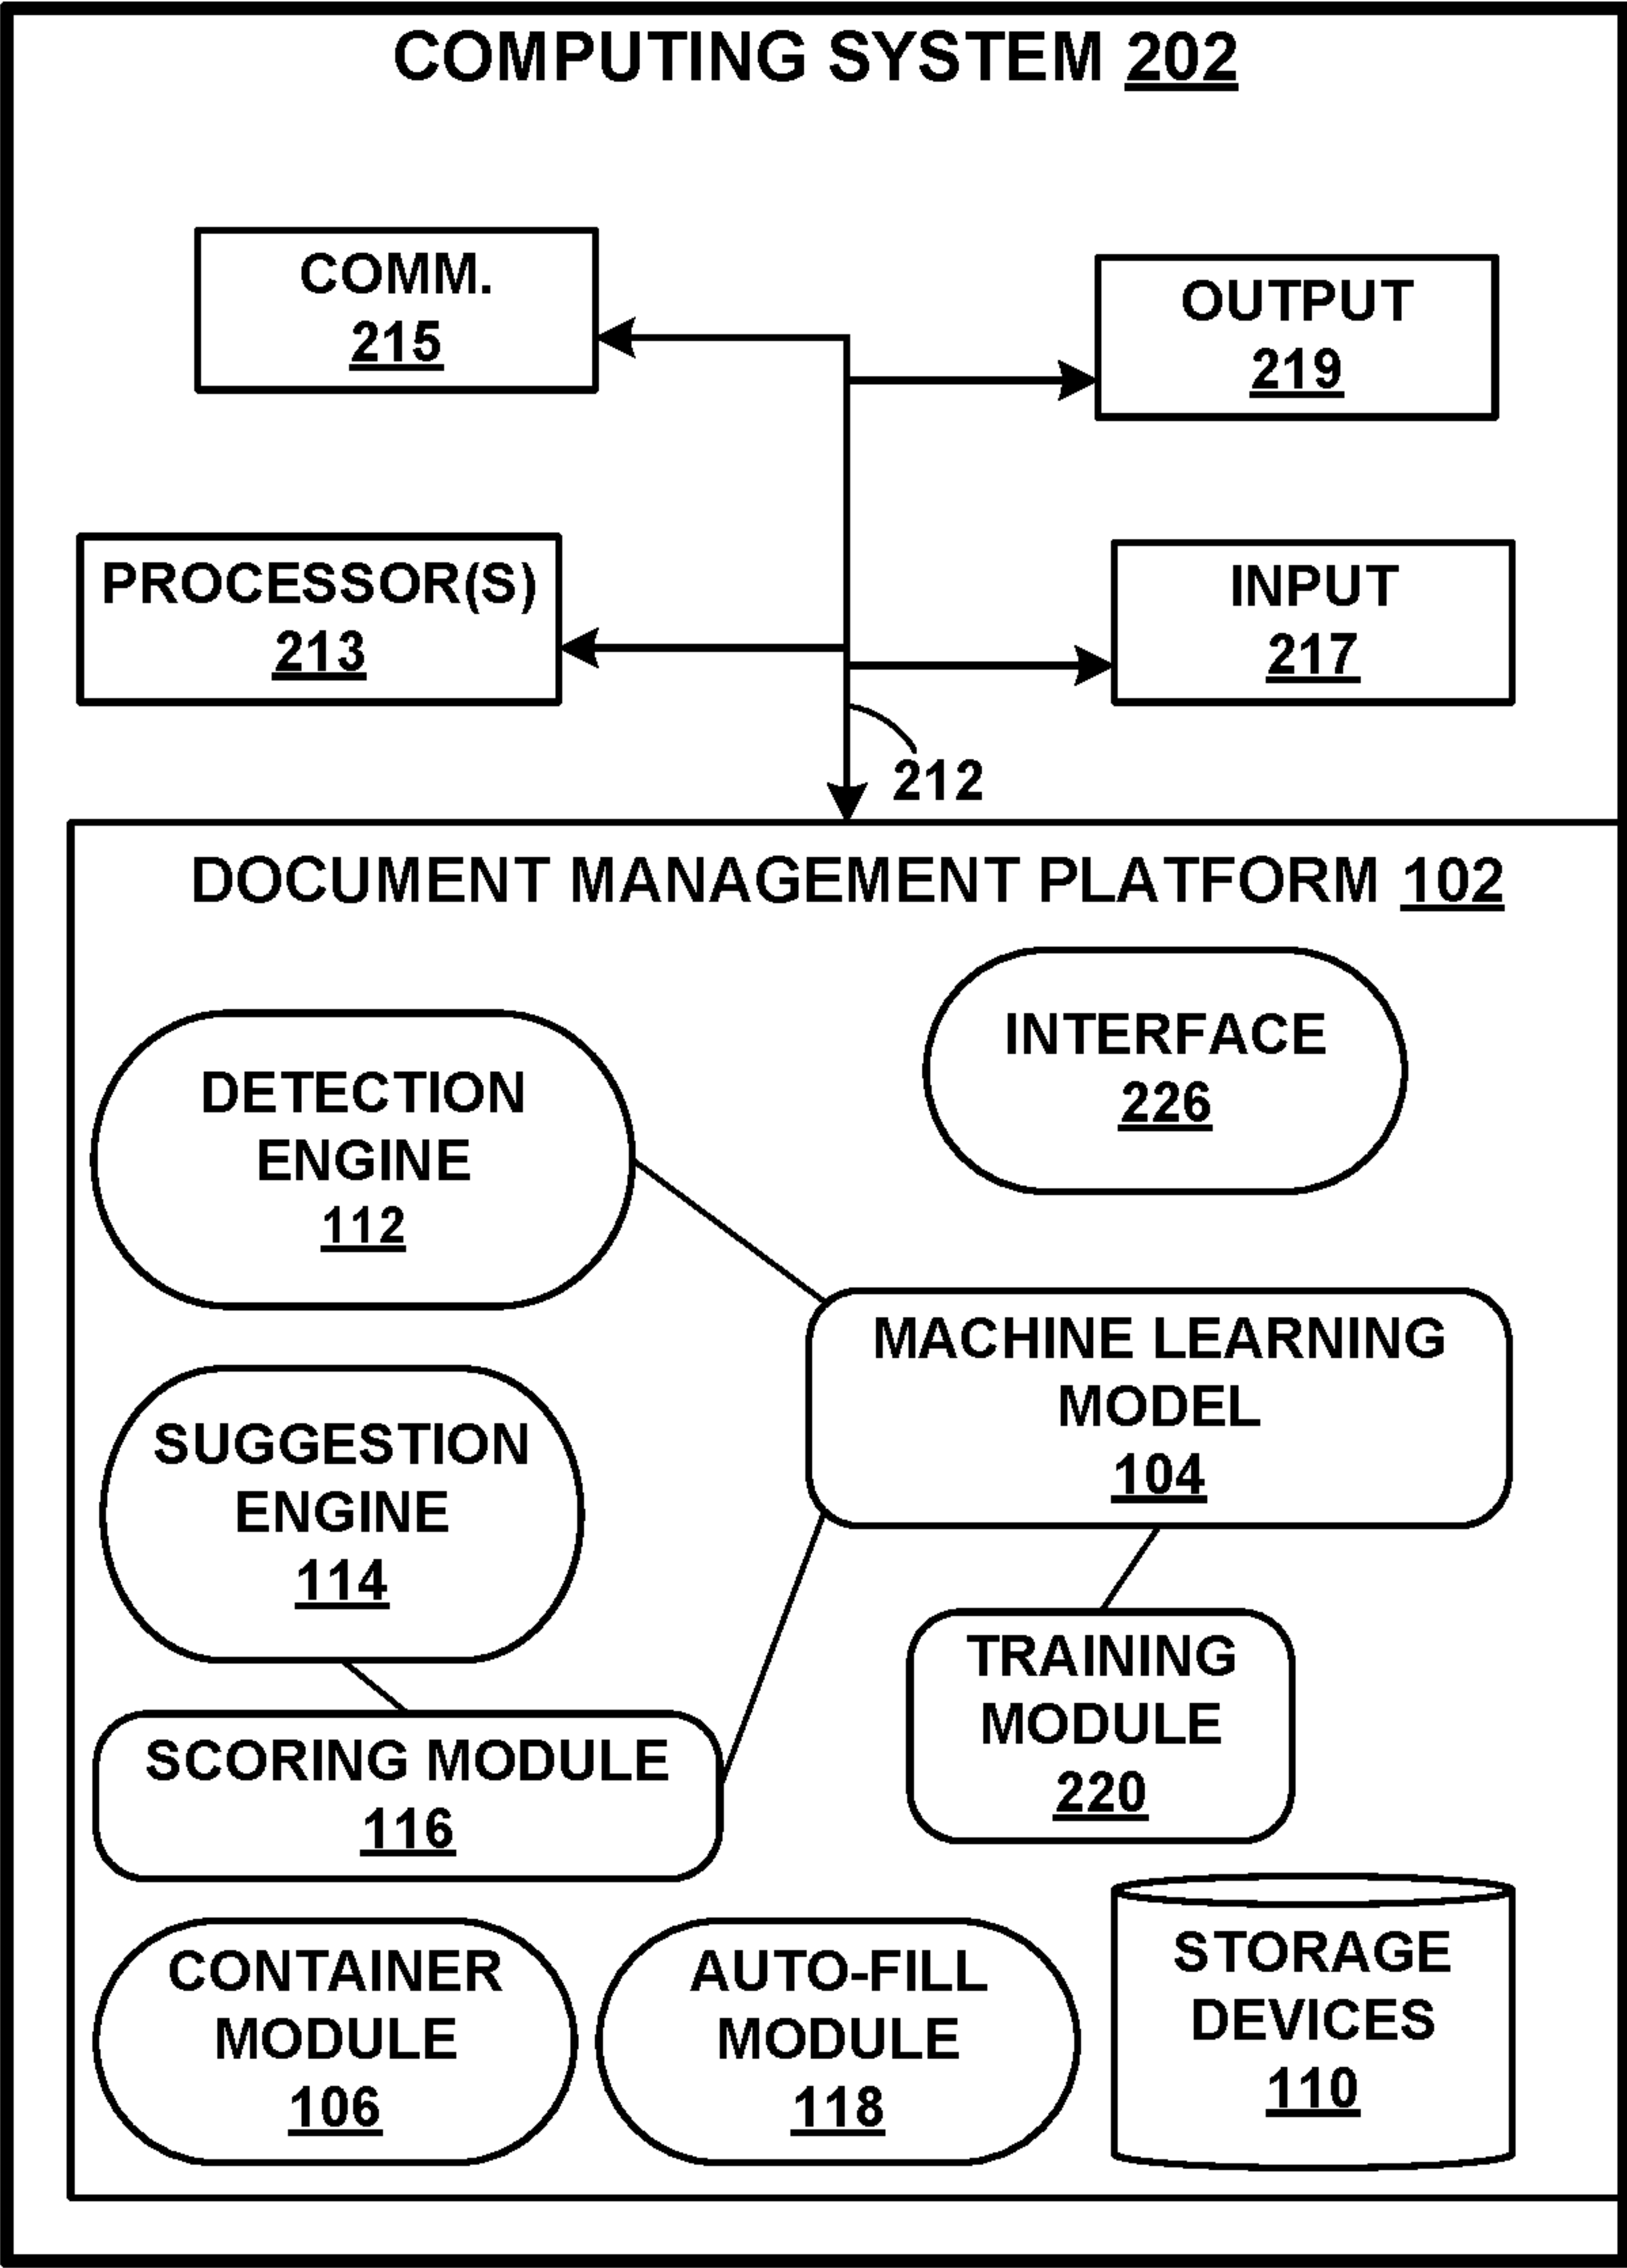 COMPUTING SYSTEM 202
COMM.
215
OUTPUT
219
PROCESSOR(S)
213
INPUT
217
212
DOCUMENT MANAGEMENT PLATFORM 102
INTERFACE
226
DETECTION
ENGINE
112
MACHINE LEARNING
MODEL
104
SUGGESTION
ENGINE
114
TRAINING
MODULE
220
SCORING MODULE
116
CONTAINER
MODULE
106
AUTO-FILL
MODULE
118
STORAGE
DEVICES
110